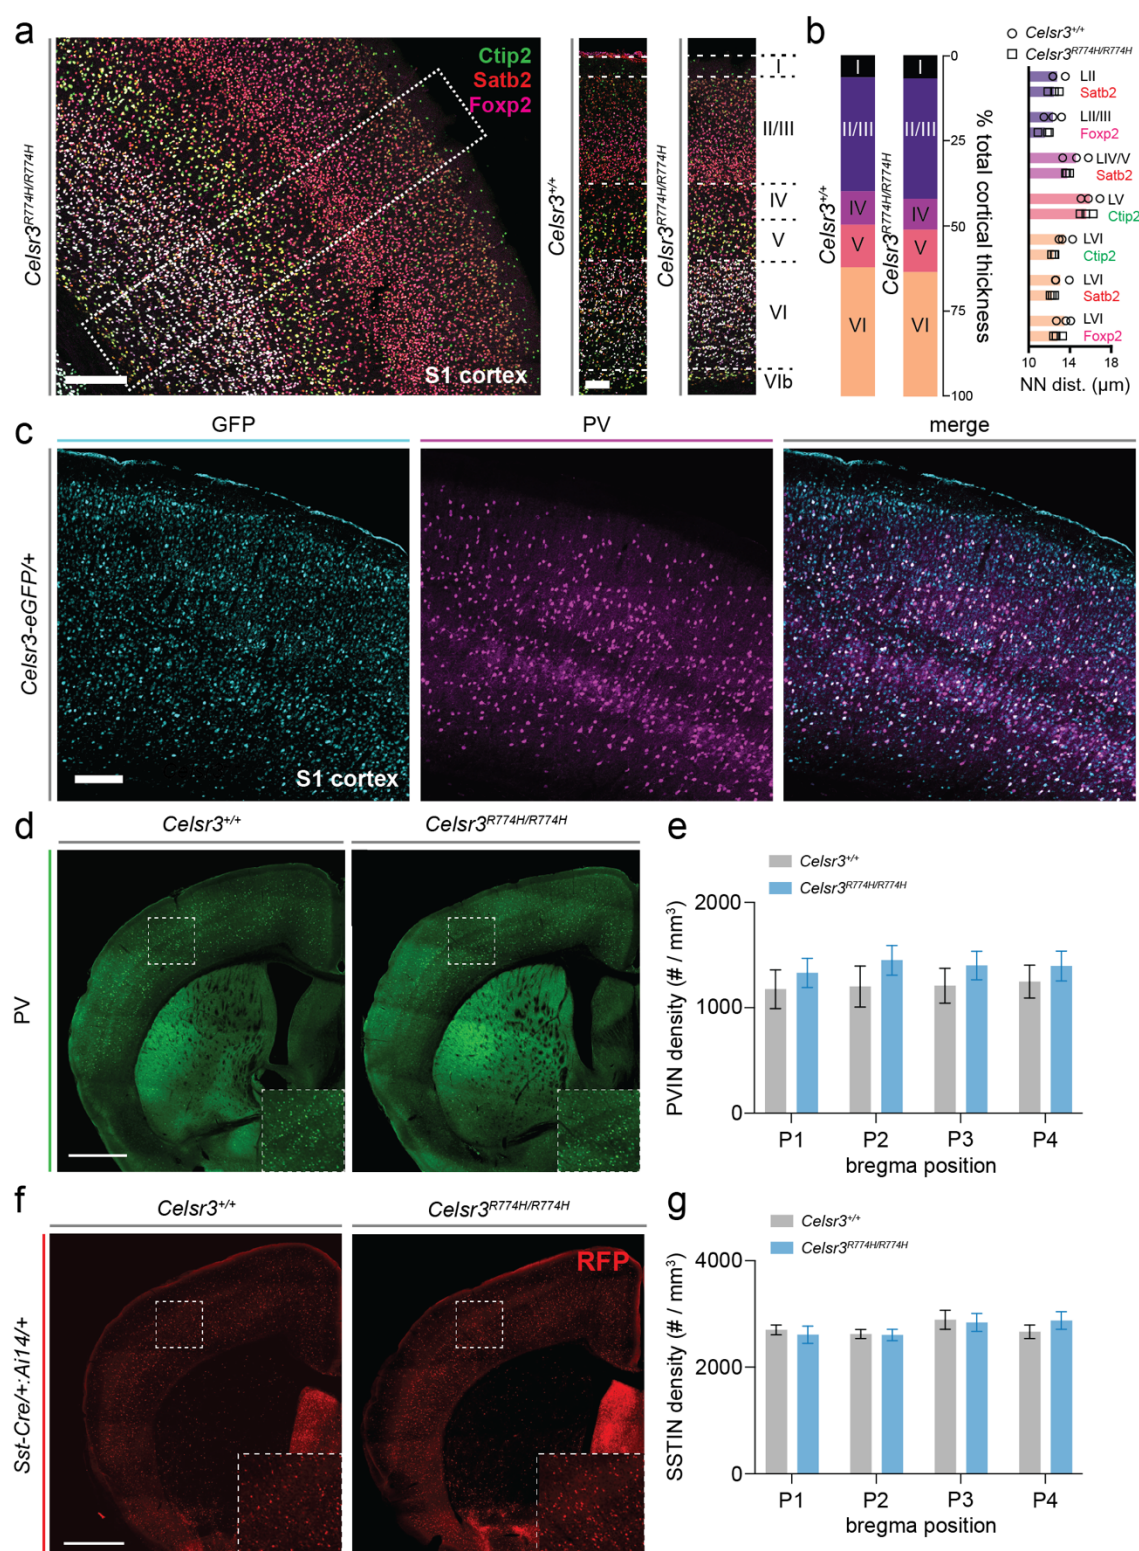 a
Ctip2
Satb2
Foxp2
Celsr3R774H/R774H
S1 cortex
Celsr3+/+
Celsr3R774H/R774H
I
II/III
IV
V
VI
VIb
b
Celsr3+/+
Celsr3R774H/R774H
I
II/III
IV
V
VI
I
II/III
IV
V
VI
0
25
50
75
100
% total cortical thickness
Celsr3+/+
Celsr3R774H/R774H
LII
Satb2
LII/III
Foxp2
LIV/V
Satb2
LV
Ctip2
LVI
Ctip2
LVI
Satb2
LVI
Foxp2
10 14 18
NN dist. (µm)
c
GFP
PV
merge
Celsr3-eGFP/+
S1 cortex
d
Celsr3+/+
Celsr3R774H/R774H
PV
e
Celsr3+/+
Celsr3R774H/R774H
PVIN density (# / mm3)
2000
1000
0
P1 P2 P3 P4
bregma position
f
Celsr3+/+
Celsr3R774H/R774H
Sst-Cre/+;Ai14/+
RFP
g
Celsr3+/+
Celsr3R774H/R774H
SSTIN density (# / mm3)
4000
2000
0
P1 P2 P3 P4
bregma position